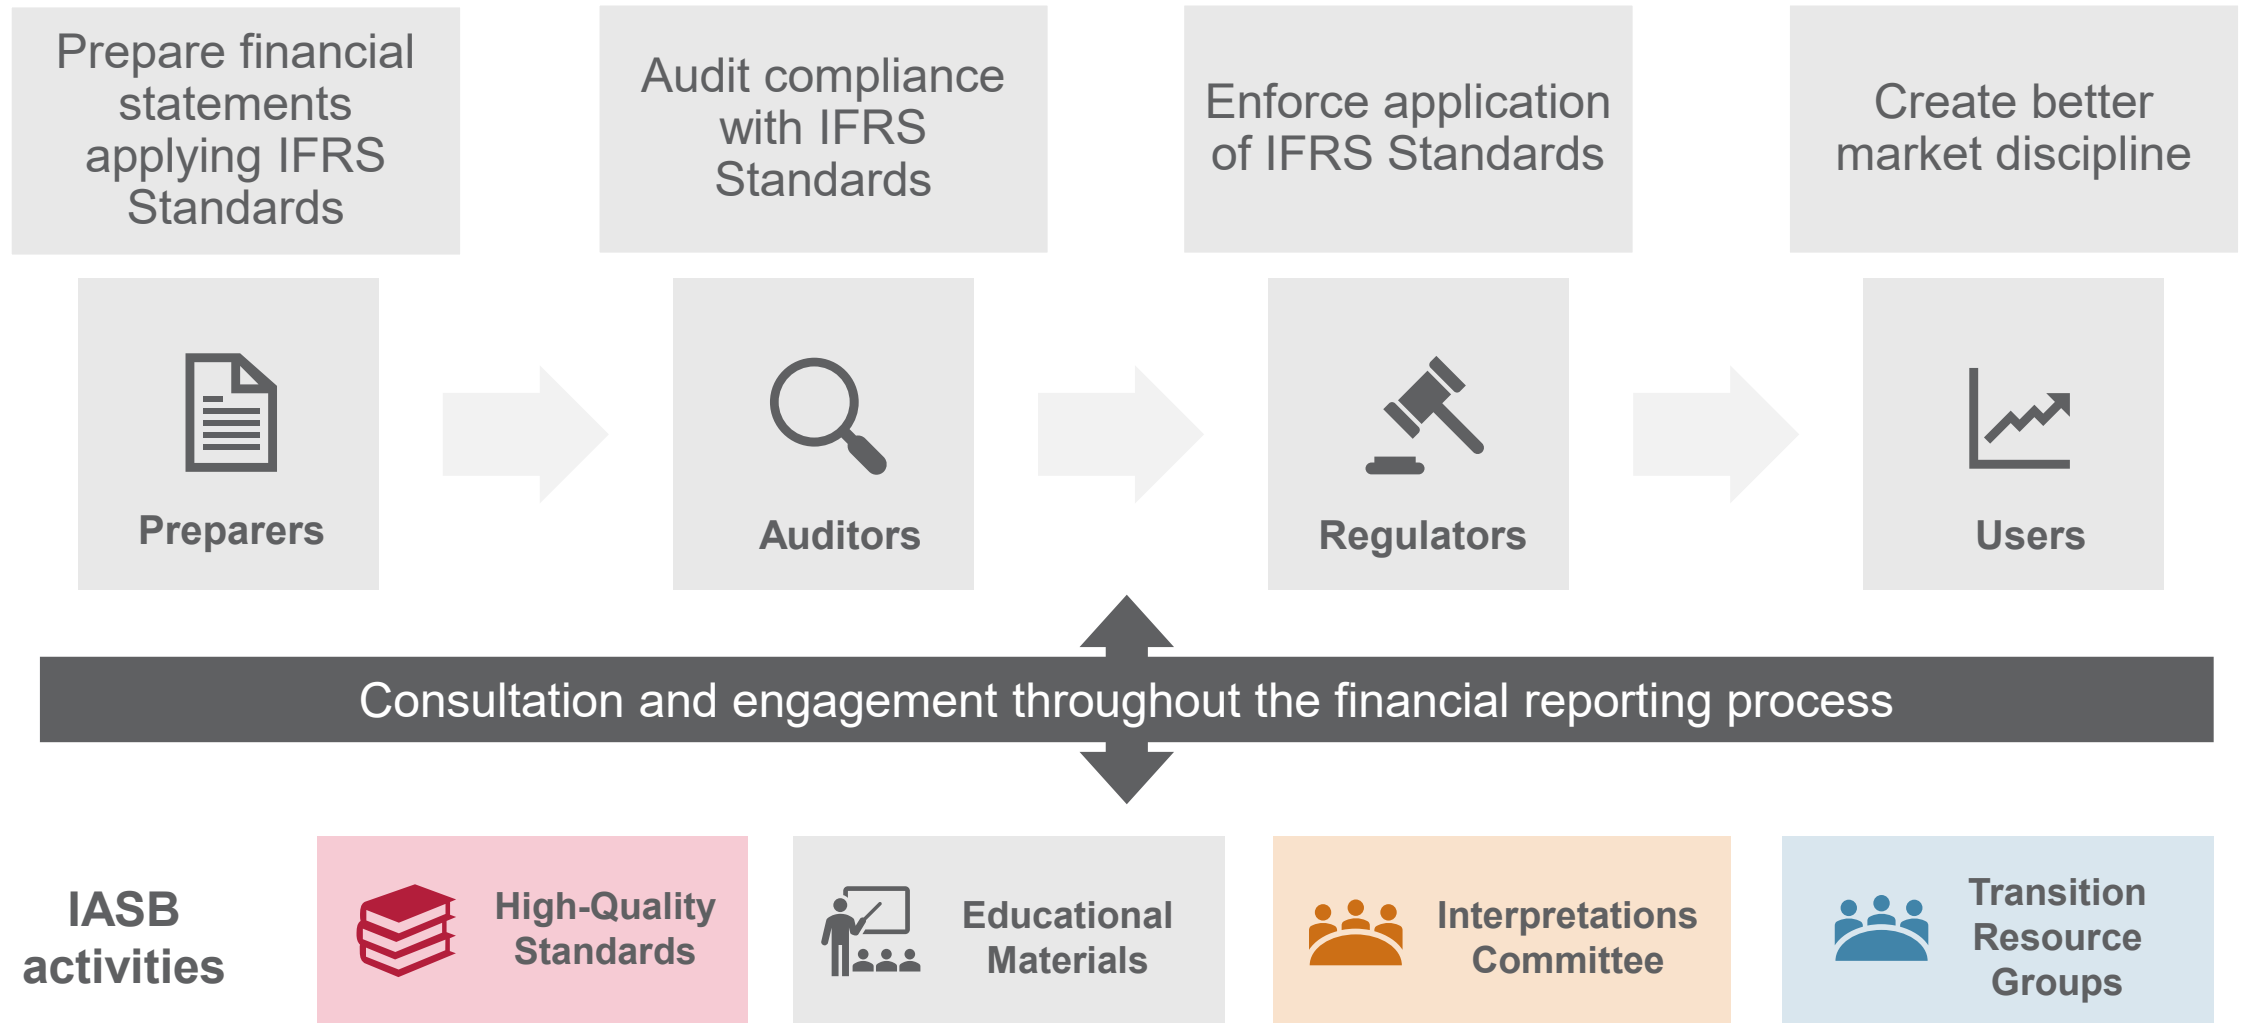 Prepare financial
statements
applying IFRS
Standards
Audit compliance
with IFRS
Standards
Enforce application
of IFRS Standards
Create better
market discipline
Preparers
Auditors
Regulators
Users
Consultation and engagement throughout the financial reporting process
IASB
activities
High-Quality
Standards
Educational
Materials
Interpretations
Committee
Transition
Resource
Groups